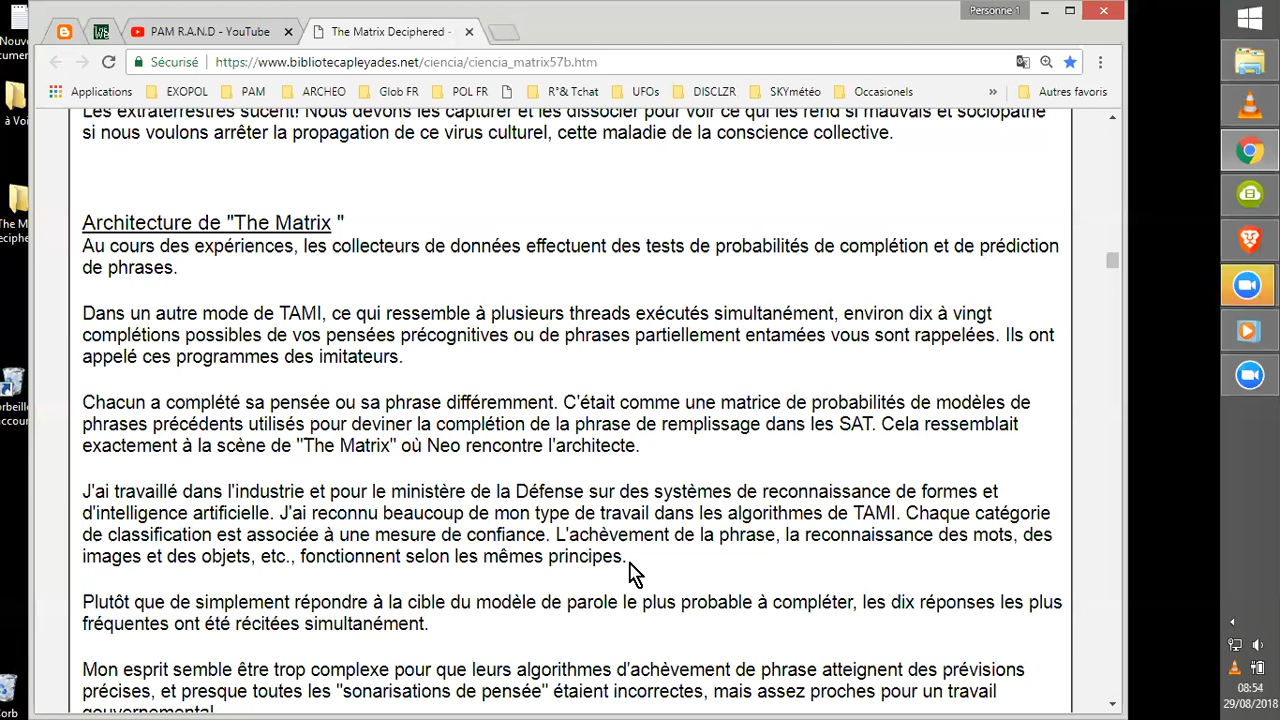 Personne 1
PAM R.A.N.D - YouTube
The Matrix Deciphered -
Sécurisé
https://www.bibliotecapleyades.net/ciencia/ciencia_matrix57b.htm
Applications EXOPOL PAM ARCHEO Glob FR POL FR R°& Tchat UFOs DISCLZR SKYmétéo Occasionels » Autres favoris
Les extraterrestres sucent! Nous devons les capturer et les dissocier pour voir ce qui les rend si mauvais et sociopathe
si nous voulons arrêter la propagation de ce virus culturel, cette maladie de la conscience collective.
Architecture de "The Matrix "
Au cours des expériences, les collecteurs de données effectuent des tests de probabilités de complétion et de prédiction
de phrases.
Dans un autre mode de TAMI, ce qui ressemble à plusieurs threads exécutés simultanément, environ dix à vingt
complétions possibles de vos pensées précognitives ou de phrases partiellement entamées vous sont rappelées. Ils ont
appelé ces programmes des imitateurs.
Chacun a complété sa pensée ou sa phrase différemment. C'était comme une matrice de probabilités de modèles de
phrases précédents utilisés pour deviner la complétion de la phrase de remplissage dans les SAT. Cela ressemblait
exactement à la scène de "The Matrix" où Neo rencontre l'architecte.
J'ai travaillé dans l'industrie et pour le ministère de la Défense sur des systèmes de reconnaissance de formes et
d'intelligence artificielle. J'ai reconnu beaucoup de mon type de travail dans les algorithmes de TAMI. Chaque catégorie
de classification est associée à une mesure de confiance. L'achèvement de la phrase, la reconnaissance des mots, des
images et des objets, etc., fonctionnent selon les mêmes principes.
Plutôt que de simplement répondre à la cible du modèle de parole le plus probable à compléter, les dix réponses les plus
fréquentes ont été récitées simultanément.
Mon esprit semble être trop complexe pour que leurs algorithmes d'achèvement de phrase atteignent des prévisions
précises, et presque toutes les "sonarisations de pensée" étaient incorrectes, mais assez proches pour un travail
gouvernemental.
Nouve
cumen
à Voi
The M
eciphe
orbeille
accour
Corb
08:54
29/08/2018